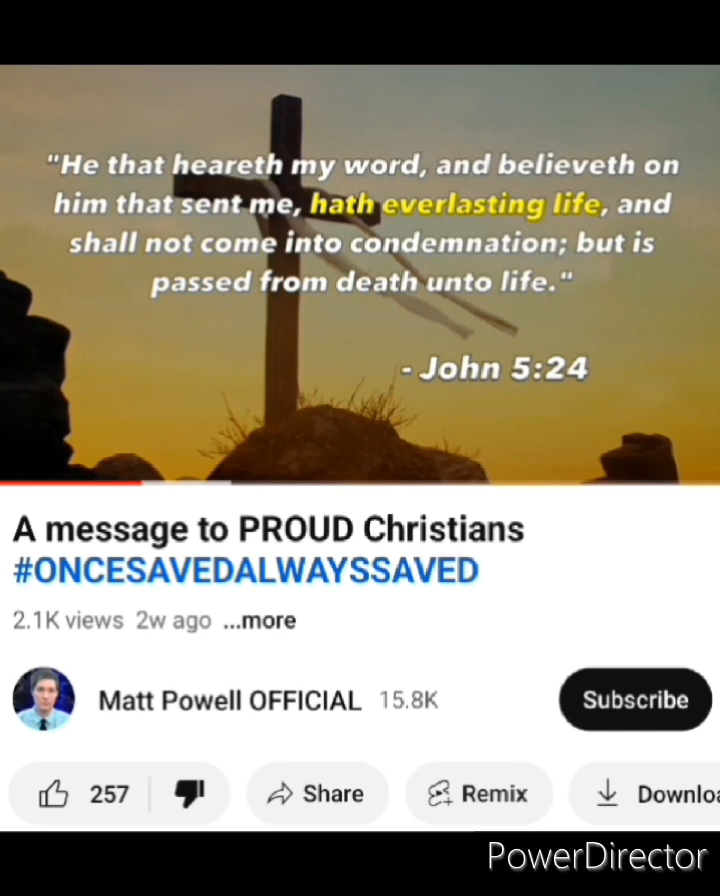 "He that heareth my word, and believeth on
him that sent me, hath everlasting life, and
shall not come into condemnation; but is
passed from death unto life."
- John 5:24
A message to PROUD Christians
#ONCESAVEDALWAYSSAVED
2.1K views 2w ago ...more
Matt Powell OFFICIAL 15.8K Subscribe
257 Share Remix Downloa
PowerDirector